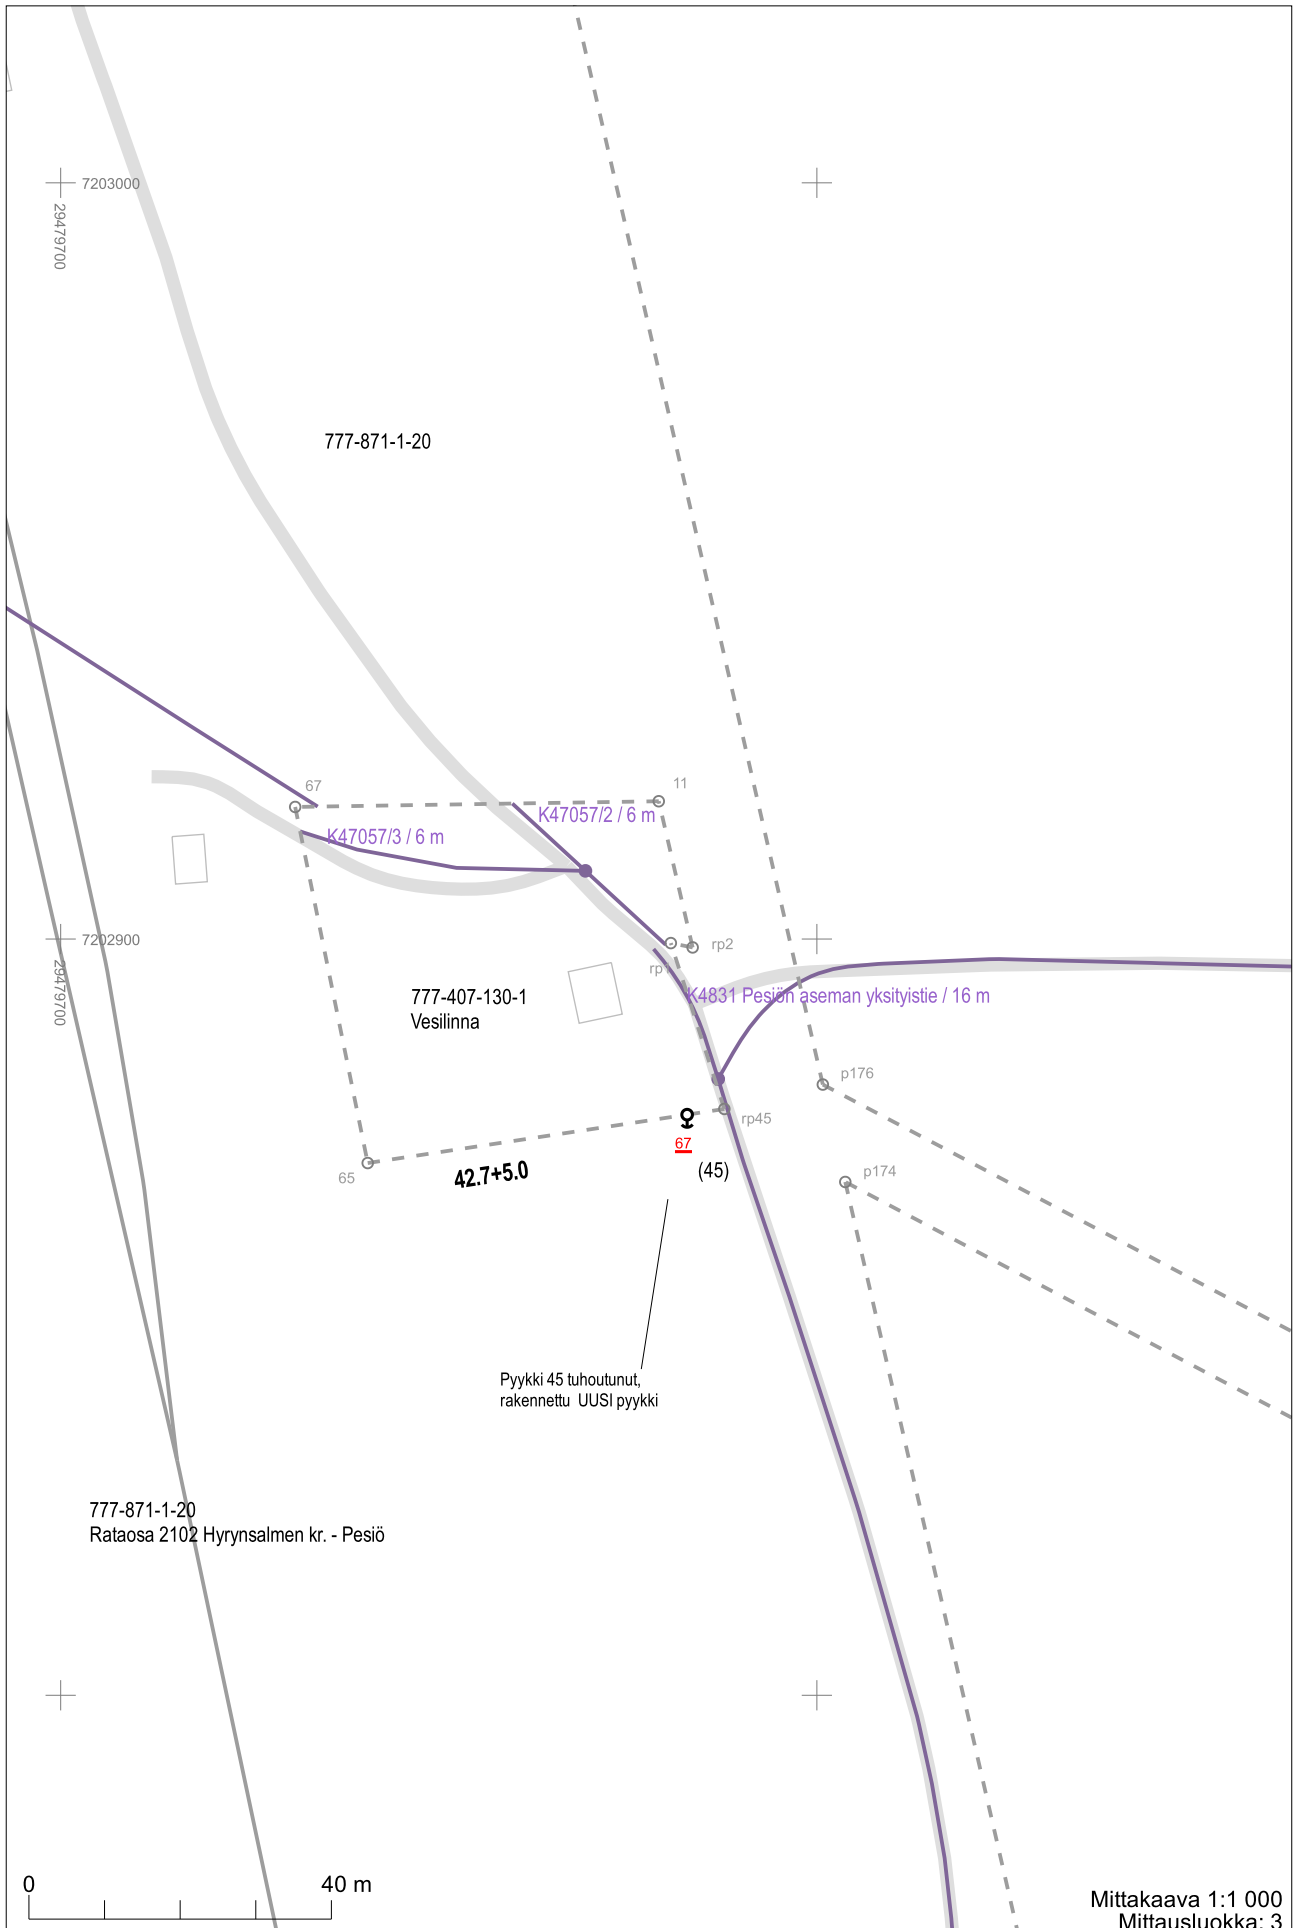 7203000
29479700
777-871-1-20
67
11
K47057/2 / 6 m
K47057/3 / 6 m
7202900
29479700
rp2
rp1
K4831 Pesiön aseman yksityistie / 16 m
777-407-130-1
Vesilinna
p176
rp45
67
(45)
65
42.7+5.0
p174
Pyykki 45 tuhoutunut,
rakennettu UUSI pyykki
777-871-1-20
Rataosa 2102 Hyrynsalmen kr. - Pesiö
0
40 m
Mittakaava 1:1 000
Mittausluokka: 3